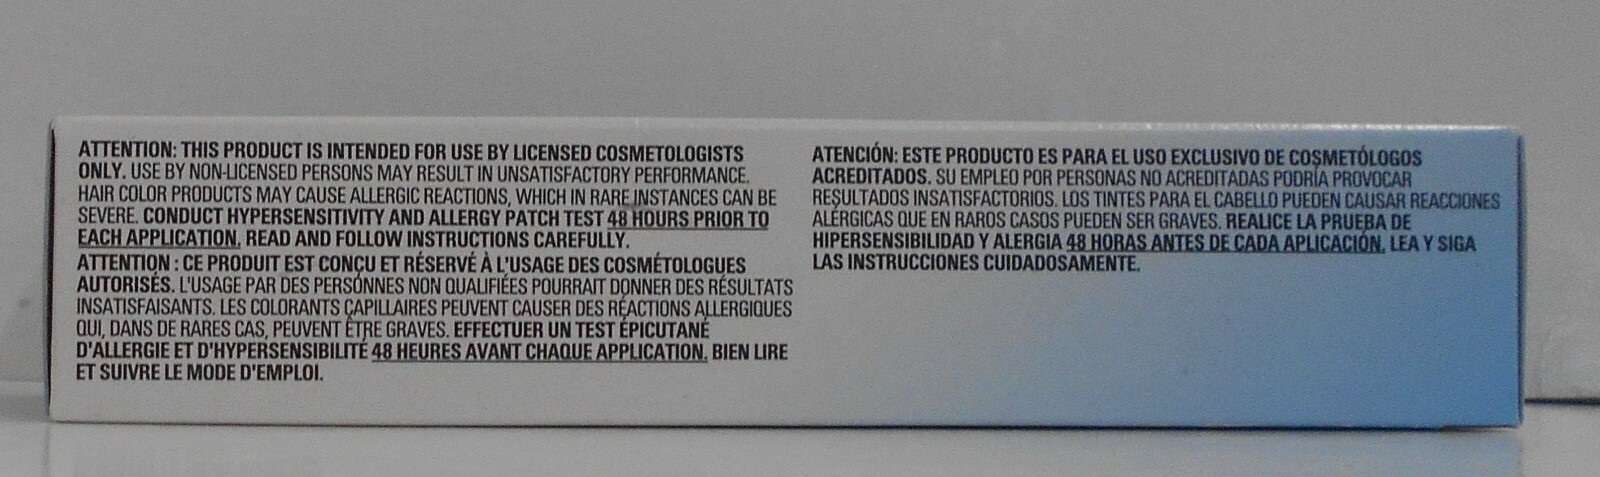 ATTENTION: THIS PRODUCT IS INTENDED FOR USE BY LICENSED COSMETOLOGISTS
ONLY. USE BY NON-LICENSED PERSONS MAY RESULT IN UNSATISFACTORY PERFORMANCE.
HAIR COLOR PRODUCTS MAY CAUSE ALLERGIC REACTIONS, WHICH IN RARE INSTANCES CAN BE
SEVERE. CONDUCT HYPERSENSITIVITY AND ALLERGY PATCH TEST 48 HOURS PRIOR TO
EACH APPLICATION. READ AND FOLLOW INSTRUCTIONS CAREFULLY.
ATTENTION : CE PRODUIT EST CONÇU ET RÉSERVÉ À L'USAGE DES COSMÉTOLOGUES
AUTORISÉS. L'USAGE PAR DES PERSONNES NON QUALIFIÉES POURRAIT DONNER DES RÉSULTATS
INSATISFAISANTS. LES COLORANTS CAPILLAIRES PEUVENT CAUSER DES RÉACTIONS ALLERGIQUES
QUI, DANS DE RARES CAS, PEUVENT ÊTRE GRAVES. EFFECTUER UN TEST ÉPICUTANÉ
D'ALLERGIE ET D'HYPERSENSIBILITÉ 48 HEURES AVANT CHAQUE APPLICATION. BIEN LIRE
ET SUIVRE LE MODE D'EMPLOI.
ATENCIÓN: ESTE PRODUCTO ES PARA EL USO EXCLUSIVO DE COSMETÓLOGOS
ACREDITADOS. SU EMPLEO POR PERSONAS NO ACREDITADAS PODRÍA PROVOCAR
RESULTADOS INSATISFACTORIOS. LOS TINTES PARA EL CABELLO PUEDEN CAUSAR REACCIONES
ALÉRGICAS QUE EN RAROS CASOS PUEDEN SER GRAVES. REALICE LA PRUEBA DE
HIPERSENSIBILIDAD Y ALERGIA 48 HORAS ANTES DE CADA APLICACIÓN. LEA Y SIGA
LAS INSTRUCCIONES CUIDADOSAMENTE.